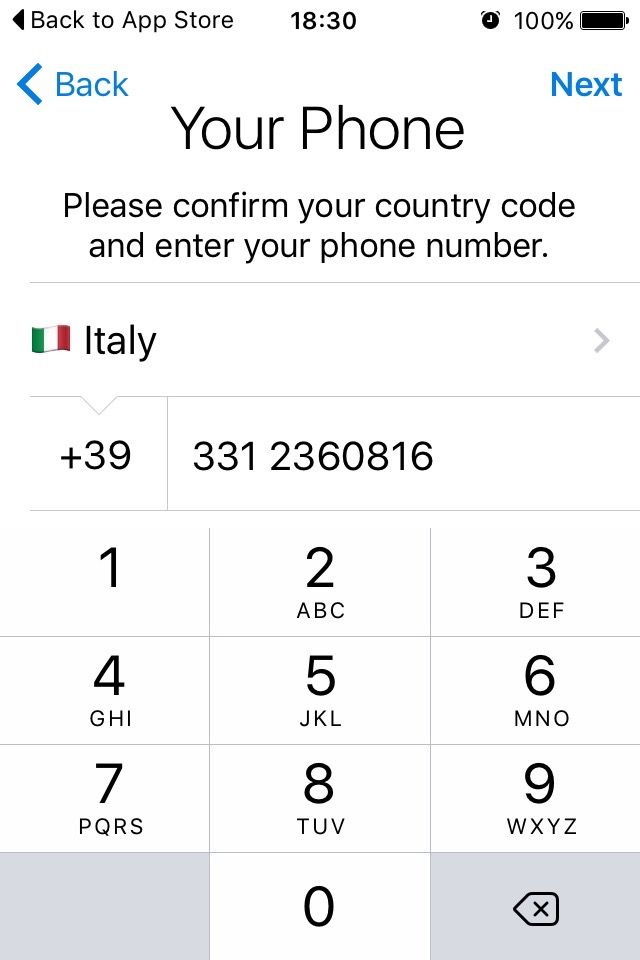 Back to App Store 18:30 100%
Back Next
Your Phone
Please confirm your country code
and enter your phone number.
Italy
+39 331 2360816
1 2 3
ABC DEF
4 5 6
GHI JKL MNO
7 8 9
PQRS TUV WXYZ
0